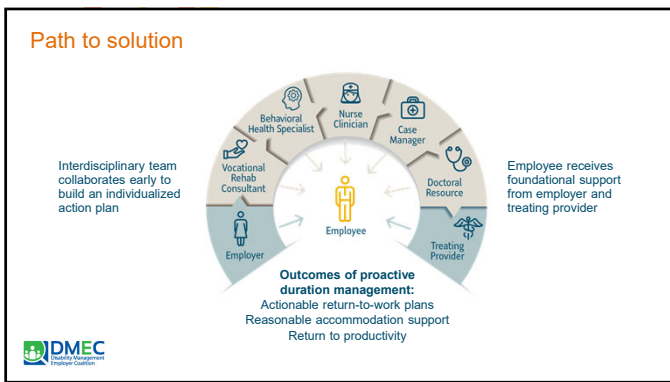 Path to solution
Interdisciplinary team
collaborates early to
build an individualized
action plan
Employer
Vocational
Rehab
Consultant
Behavioral
Health Specialist
Nurse
Clinician
Case
Manager
Doctoral
Resource
Treating
Provider
Employee
Employee receives
foundational support
from employer and
treating provider
Outcomes of proactive
duration management:
Actionable return-to-work plans
Reasonable accommodation support
Return to productivity
DMEC
Disability Management
Employer Coalition